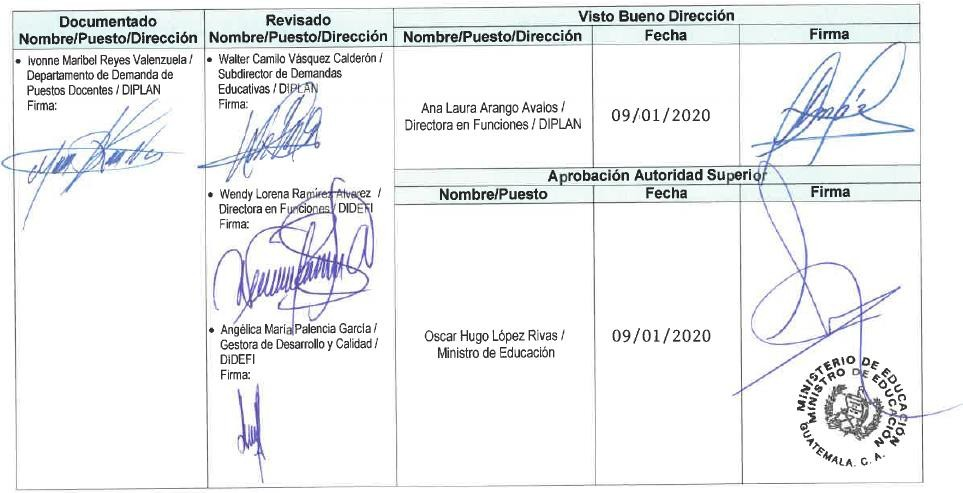 Documentado
Nombre/Puesto/Dirección
• Ivonne Maribel Reyes Valenzuela /
Departamento de Demanda de
Puestos Docentes / DIPLAN
Firma:
Revisado
Nombre/Puesto/Dirección
• Walter Camilo Vásquez Calderón /
Subdirector de Demandas
Educativas / DIPLAN
Firma:
• Wendy Lorena Ramirez Alvarez /
Directora en Funciones / DIDEFI
Firma:
• Angélica María Palencia García /
Gestora de Desarrollo y Calidad /
DIDEFI
Firma:
Visto Bueno Dirección
Nombre/Puesto/Dirección
Fecha
Firma
Ana Laura Arango Avalos /
Directora en Funciones / DIPLAN
09/01/2020
Aprobación Autoridad Superior
Nombre/Puesto
Fecha
Firma
Oscar Hugo López Rivas /
Ministro de Educación
09/01/2020
MINISTERIO DE EDUCACIÓN
MINISTRO DE EDUCACIÓN
GUATEMALA, C. A.